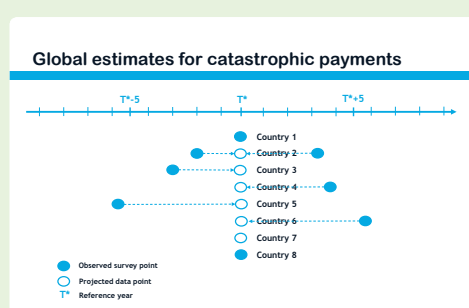 Global estimates for catastrophic payments
T*-5 T* T*+5
Country 1
Country 2
Country 3
Country 4
Country 5
Country 6
Country 7
Country 8
Observed survey point
Projected data point
T* Reference year